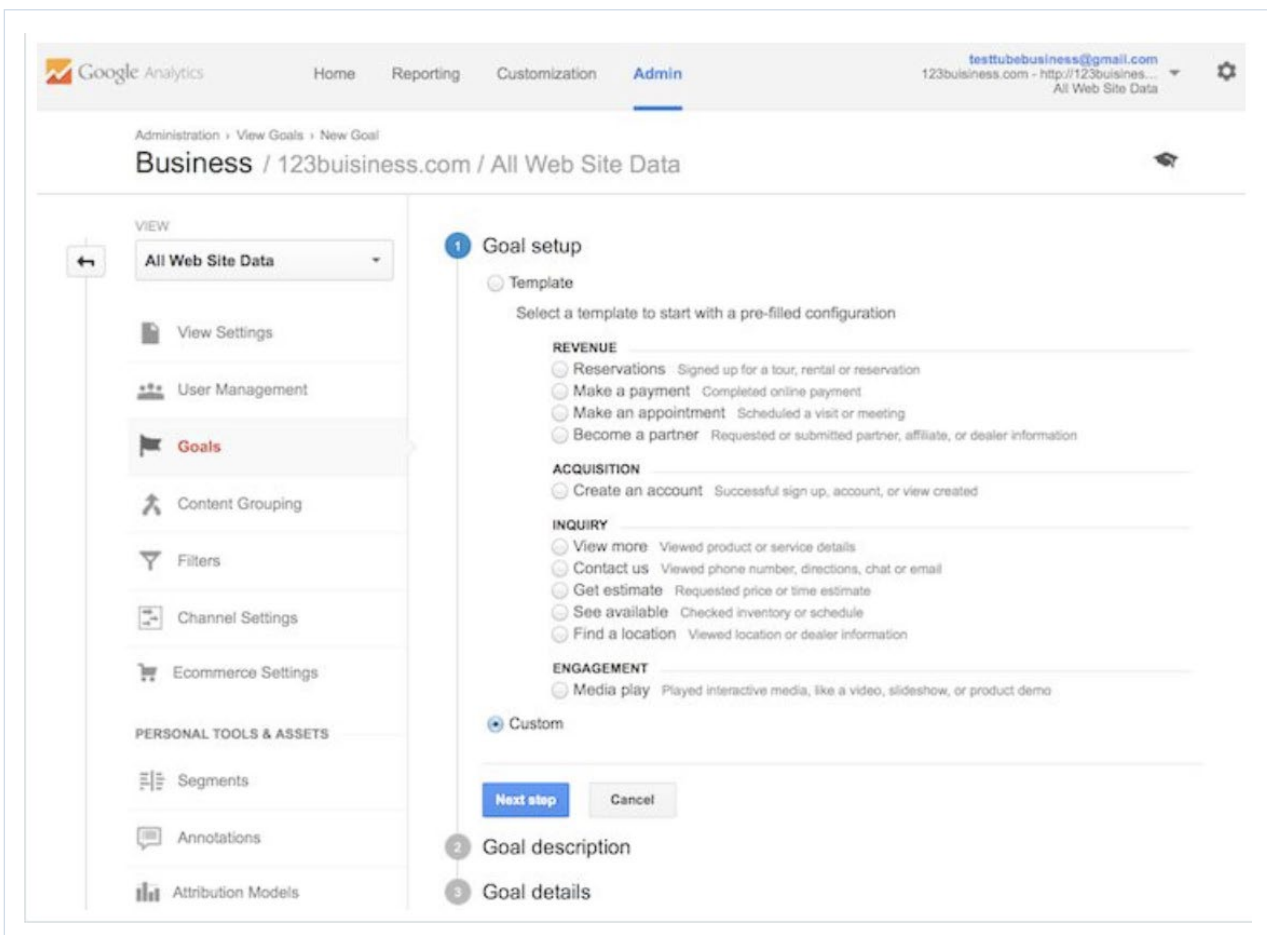 Google Analytics Home Reporting Customization Admin
testtubebusiness@gmail.com
123buisiness.com - http://123buisines...
All Web Site Data
Administration › View Goals › New Goal
Business / 123buisiness.com / All Web Site Data
VIEW
All Web Site Data
View Settings
User Management
Goals
Content Grouping
Filters
Channel Settings
Ecommerce Settings
PERSONAL TOOLS & ASSETS
Segments
Annotations
Attribution Models
1 Goal setup
Template
Select a template to start with a pre-filled configuration
REVENUE
Reservations Signed up for a tour, rental or reservation
Make a payment Completed online payment
Make an appointment Scheduled a visit or meeting
Become a partner Requested or submitted partner, affiliate, or dealer information
ACQUISITION
Create an account Successful sign up, account, or view created
INQUIRY
View more Viewed product or service details
Contact us Viewed phone number, directions, chat or email
Get estimate Requested price or time estimate
See available Checked inventory or schedule
Find a location Viewed location or dealer information
ENGAGEMENT
Media play Played interactive media, like a video, slideshow, or product demo
Custom
Next step Cancel
2 Goal description
3 Goal details